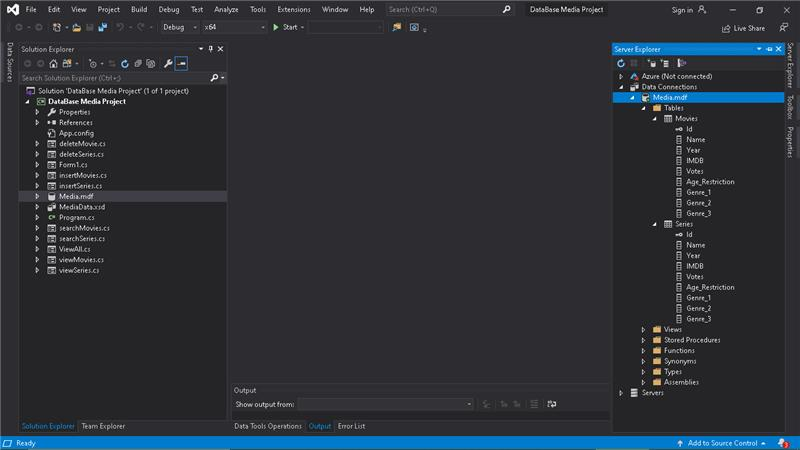 File Edit View Git Project Build Debug Test Analyze Tools Extensions Window Help Search (Ctrl+Q) DataBase Media Project Sign in
Debug x64 Start Live Share
Data Sources
Solution Explorer
Search Solution Explorer (Ctrl+;)
Solution 'DataBase Media Project' (1 of 1 project)
DataBase Media Project
Properties
References
App.config
deleteMovie.cs
deleteSeries.cs
Form1.cs
insertMovies.cs
insertSeries.cs
Media.mdf
MediaData.xsd
Program.cs
searchMovies.cs
searchSeries.cs
ViewAll.cs
viewMovies.cs
viewSeries.cs
Solution Explorer Team Explorer
Output
Show output from:
Data Tools Operations Output Error List
Server Explorer
Azure (Not connected)
Data Connections
Media.mdf
Tables
Movies
Id
Name
Year
IMDB
Votes
Age_Restriction
Genre_1
Genre_2
Genre_3
Series
Id
Name
Year
IMDB
Votes
Age_Restriction
Genre_1
Genre_2
Genre_3
Views
Stored Procedures
Functions
Synonyms
Types
Assemblies
Servers
Server Explorer
Toolbox
Properties
Ready Add to Source Control 3